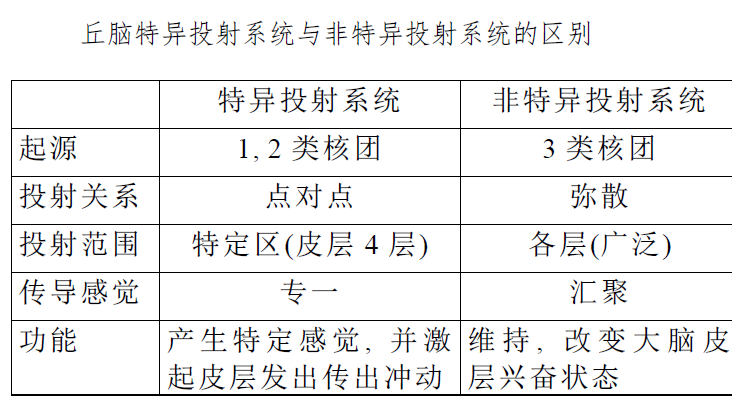 丘脑特异投射系统与非特异投射系统的区别
特异投射系统 非特异投射系统
起源 1,2类核团 3类核团
投射关系 点对点 弥散
投射范围 特定区(皮层4层) 各层(广泛)
传导感觉 专一 汇聚
功能 产生特定感觉,并激 维持,改变大脑皮
起皮层发出传出冲动 层兴奋状态